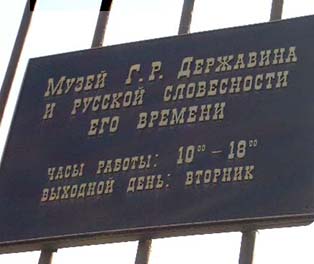 Музей Г.Р. Державина
и русской словесности
его времени
часы работы: 10⁰⁰ – 18⁰⁰
выходной день: вторник